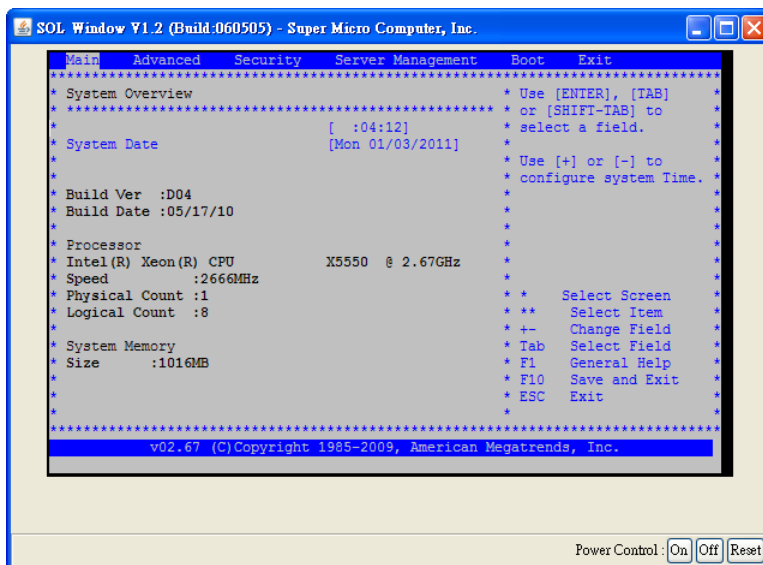 SOL Window V1.2 (Build:060505) - Super Micro Computer, Inc.
Main Advanced Security Server Management Boot Exit
********************************************************************************
* System Overview * Use [ENTER], [TAB] *
* *************************************************** * or [SHIFT-TAB] to *
* [ :04:12] * select a field. *
* System Date [Mon 01/03/2011] * *
* * Use [+] or [-] to *
* * configure system Time. *
* Build Ver :D04 * *
* Build Date :05/17/10 * *
* * *
* Processor * *
* Intel(R) Xeon(R) CPU X5550 @ 2.67GHz * *
* Speed :2666MHz * *
* Physical Count :1 * * Select Screen *
* Logical Count :8 * ** Select Item *
* * +- Change Field *
* System Memory * Tab Select Field *
* Size :1016MB * F1 General Help *
* * F10 Save and Exit *
* * ESC Exit *
* * *
********************************************************************************
v02.67 (C)Copyright 1985-2009, American Megatrends, Inc.
Power Control : On Off Reset